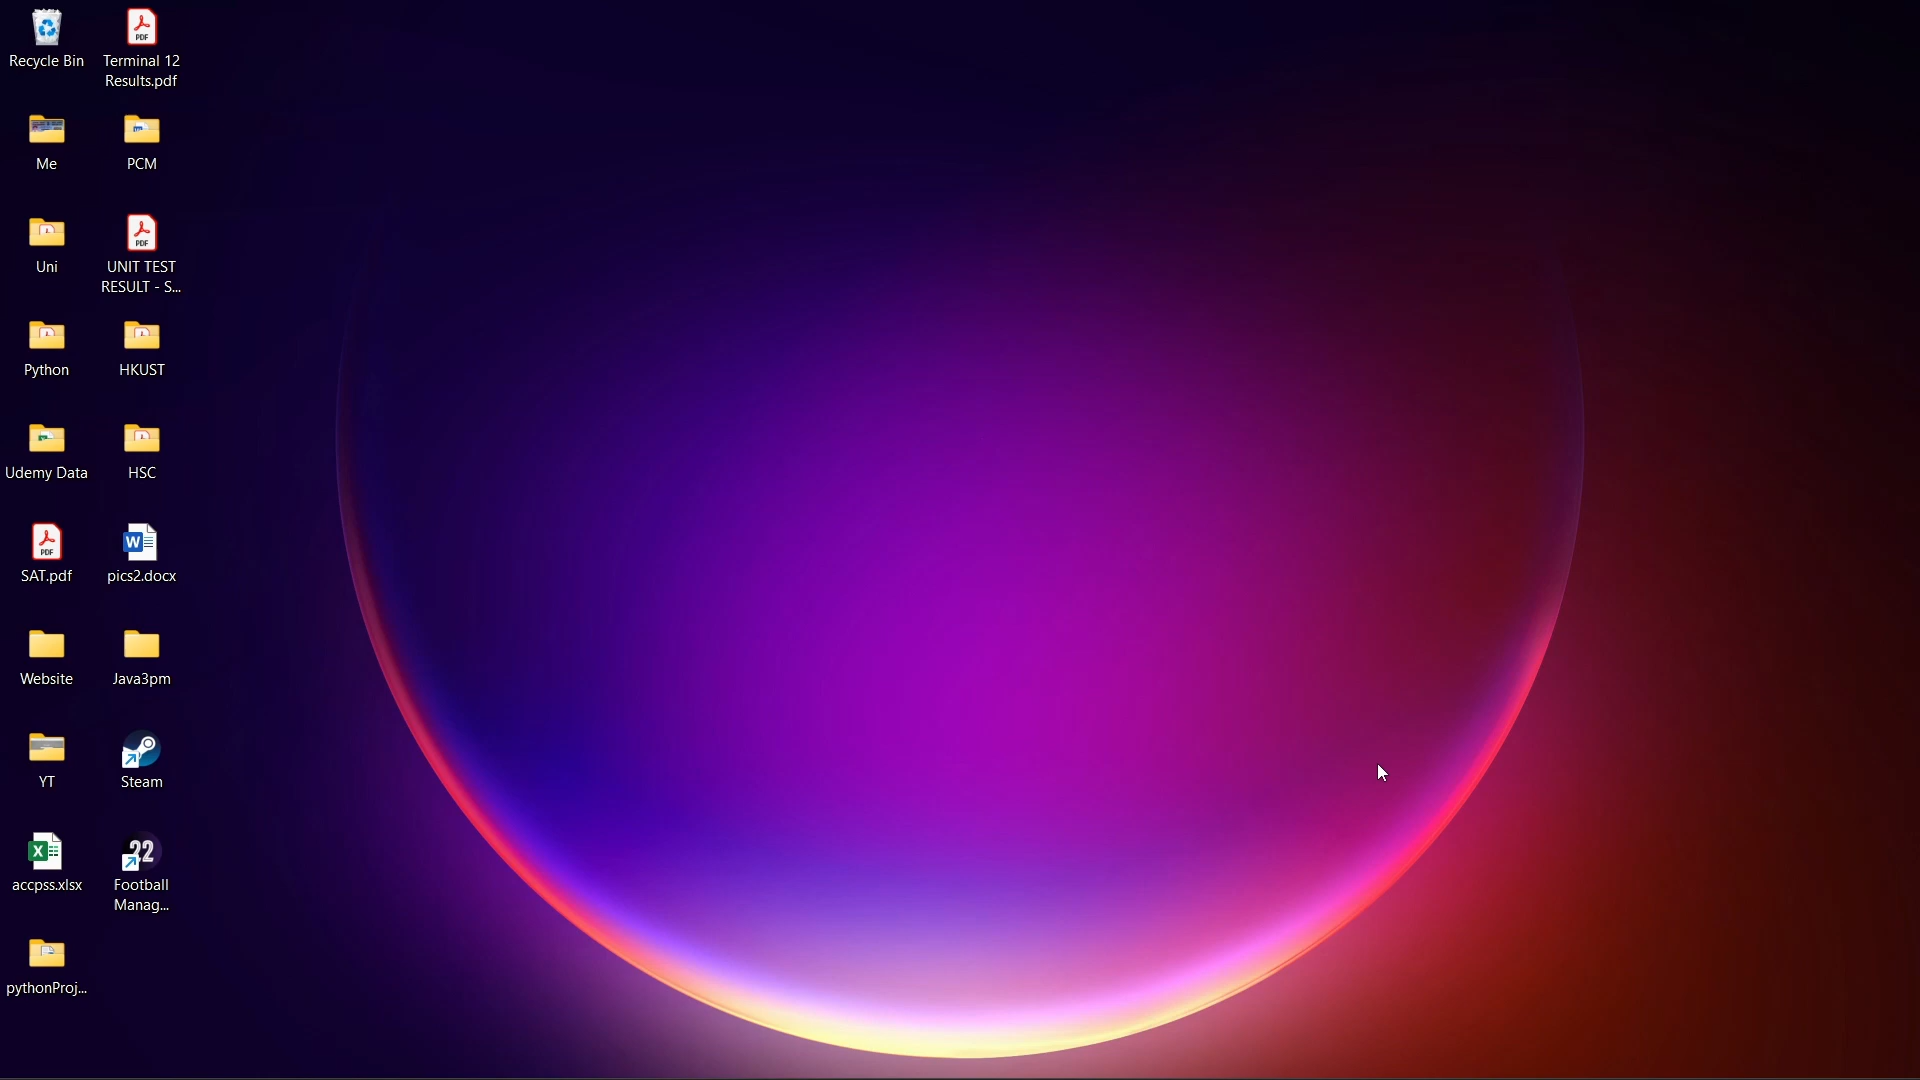 Recycle Bin
Me
Uni
Python
Udemy Data
SAT.pdf
Website
YT
accpss.xlsx
pythonProj...
Terminal 12
Results.pdf
PCM
UNIT TEST
RESULT - S...
HKUST
HSC
pics2.docx
Java3pm
Steam
22
Football
Manag...